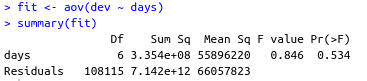 > fit <- aov(dev ~ days)
> summary(fit)
Df Sum Sq Mean Sq F value Pr(>F)
days 6 3.354e+08 55896220 0.846 0.534
Residuals 108115 7.142e+12 66057823